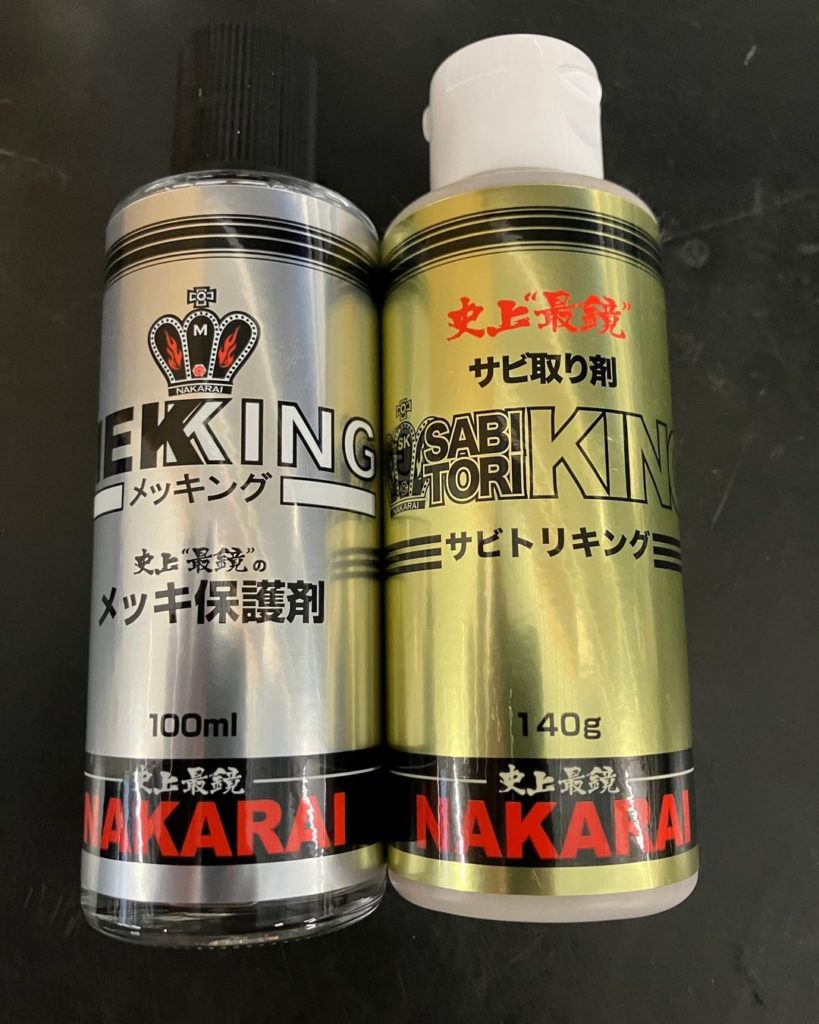 M
NAKARAI
MEKKING
メッキング
史上“最鏡”の
メッキ保護剤
100ml
史上最鏡
NAKARAI
史上“最鏡”
サビ取り剤
SK
NAKARAI
SABI
TORI
KING
サビトリキング
140g
史上最鏡
NAKARAI